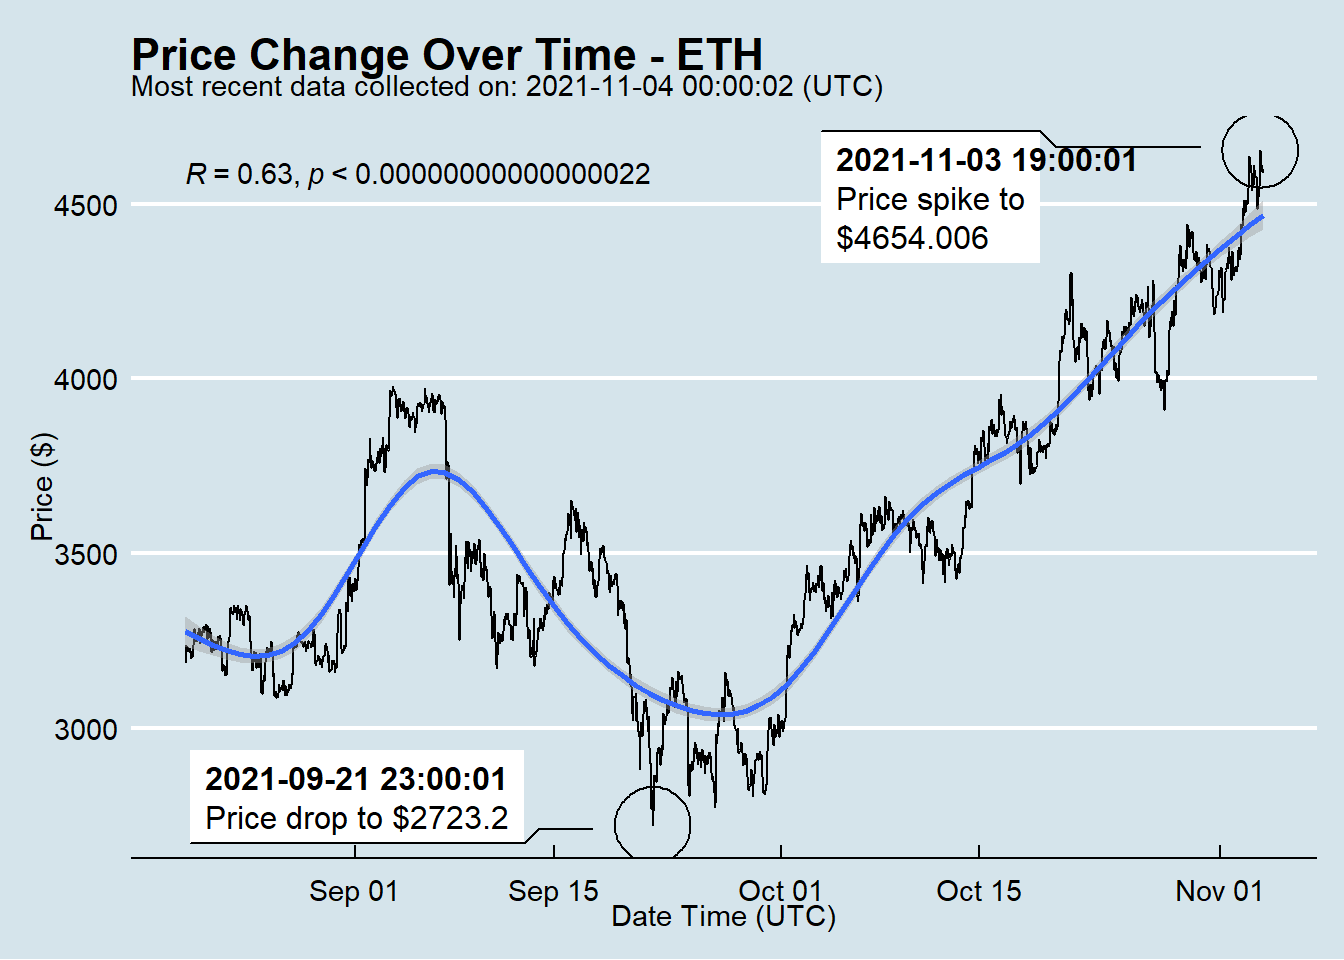 Price Change Over Time - ETH
Most recent data collected on: 2021-11-04 00:00:02 (UTC)
R = 0.63, p < 0.00000000000000022
2021-11-03 19:00:01
Price spike to
$4654.006
4500
4000
3500
3000
Price ($)
2021-09-21 23:00:01
Price drop to $2723.2
Sep 01
Sep 15
Oct 01
Oct 15
Nov 01
Date Time (UTC)